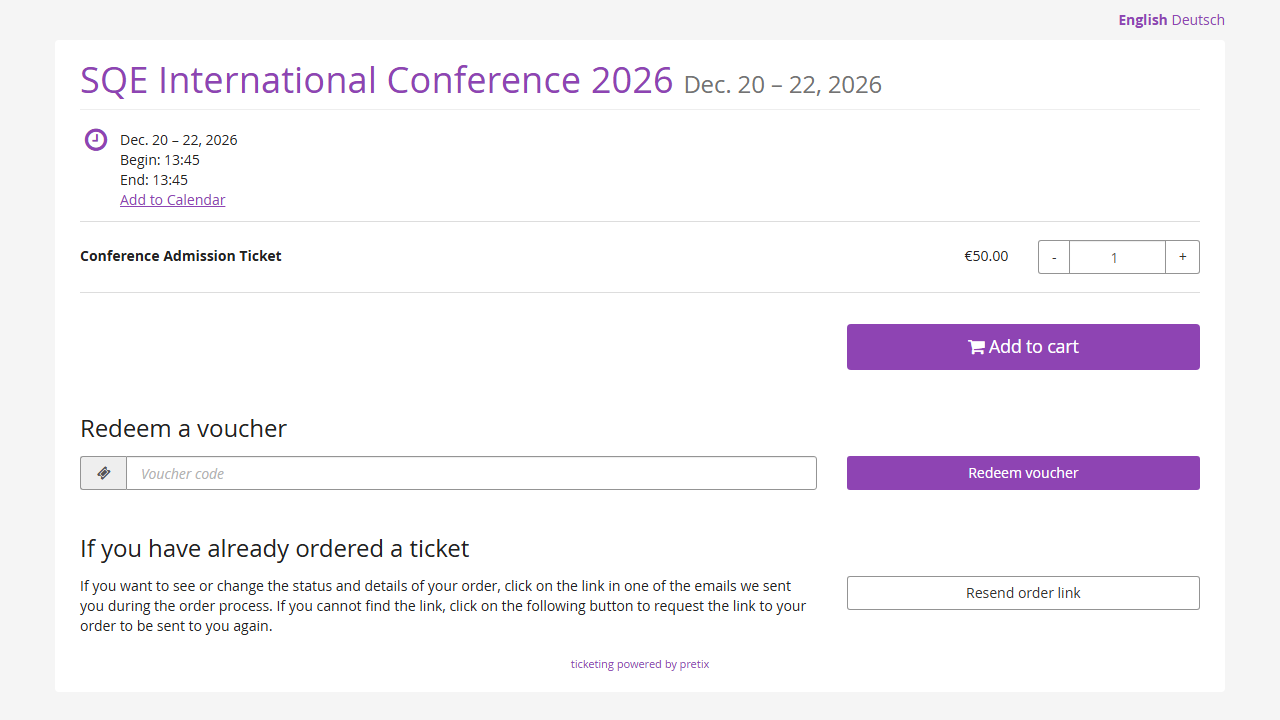 English Deutsch
SQE International Conference 2026 Dec. 20 – 22, 2026
Dec. 20 – 22, 2026
Begin: 13:45
End: 13:45
Add to Calendar
Conference Admission Ticket €50.00 - 1 +
Add to cart
Redeem a voucher
Voucher code Redeem voucher
If you have already ordered a ticket
If you want to see or change the status and details of your order, click on the link in one of the emails we sent
you during the order process. If you cannot find the link, click on the following button to request the link to your
order to be sent to you again.
Resend order link
ticketing powered by pretix